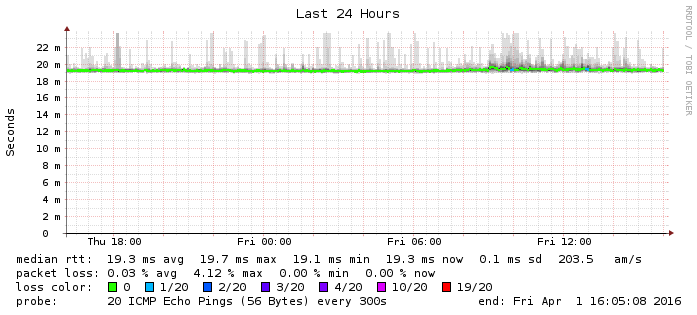 Last 24 Hours
RRDTOOL / TOBI OETIKER
Seconds
22 m
20 m
18 m
16 m
14 m
12 m
10 m
8 m
6 m
4 m
2 m
0
Thu 18:00 Fri 00:00 Fri 06:00 Fri 12:00
median rtt: 19.3 ms avg 19.7 ms max 19.1 ms min 19.3 ms now 0.1 ms sd 203.5 am/s
packet loss: 0.03 % avg 4.12 % max 0.00 % min 0.00 % now
loss color: 0 1/20 2/20 3/20 4/20 10/20 19/20
probe: 20 ICMP Echo Pings (56 Bytes) every 300s end: Fri Apr 1 16:05:08 2016